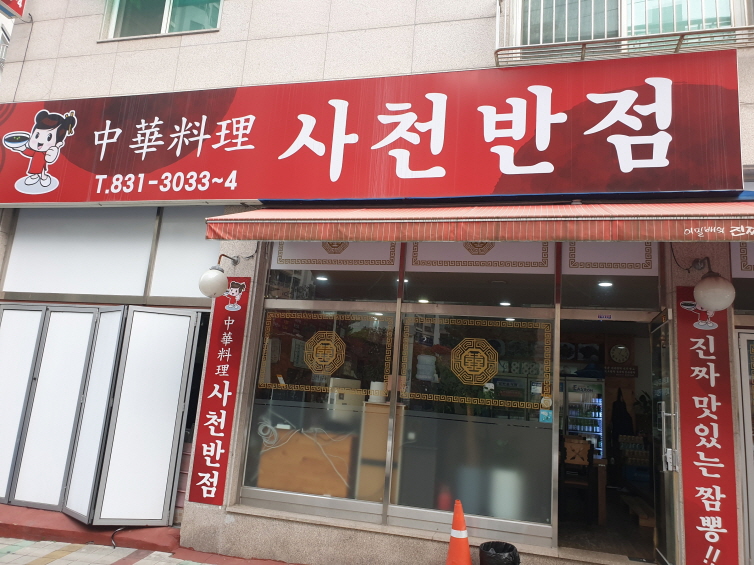 中華料理 사천반점
T.831-3033~4
中華料理 사천반점
진짜 맛있는 짬뽕!!